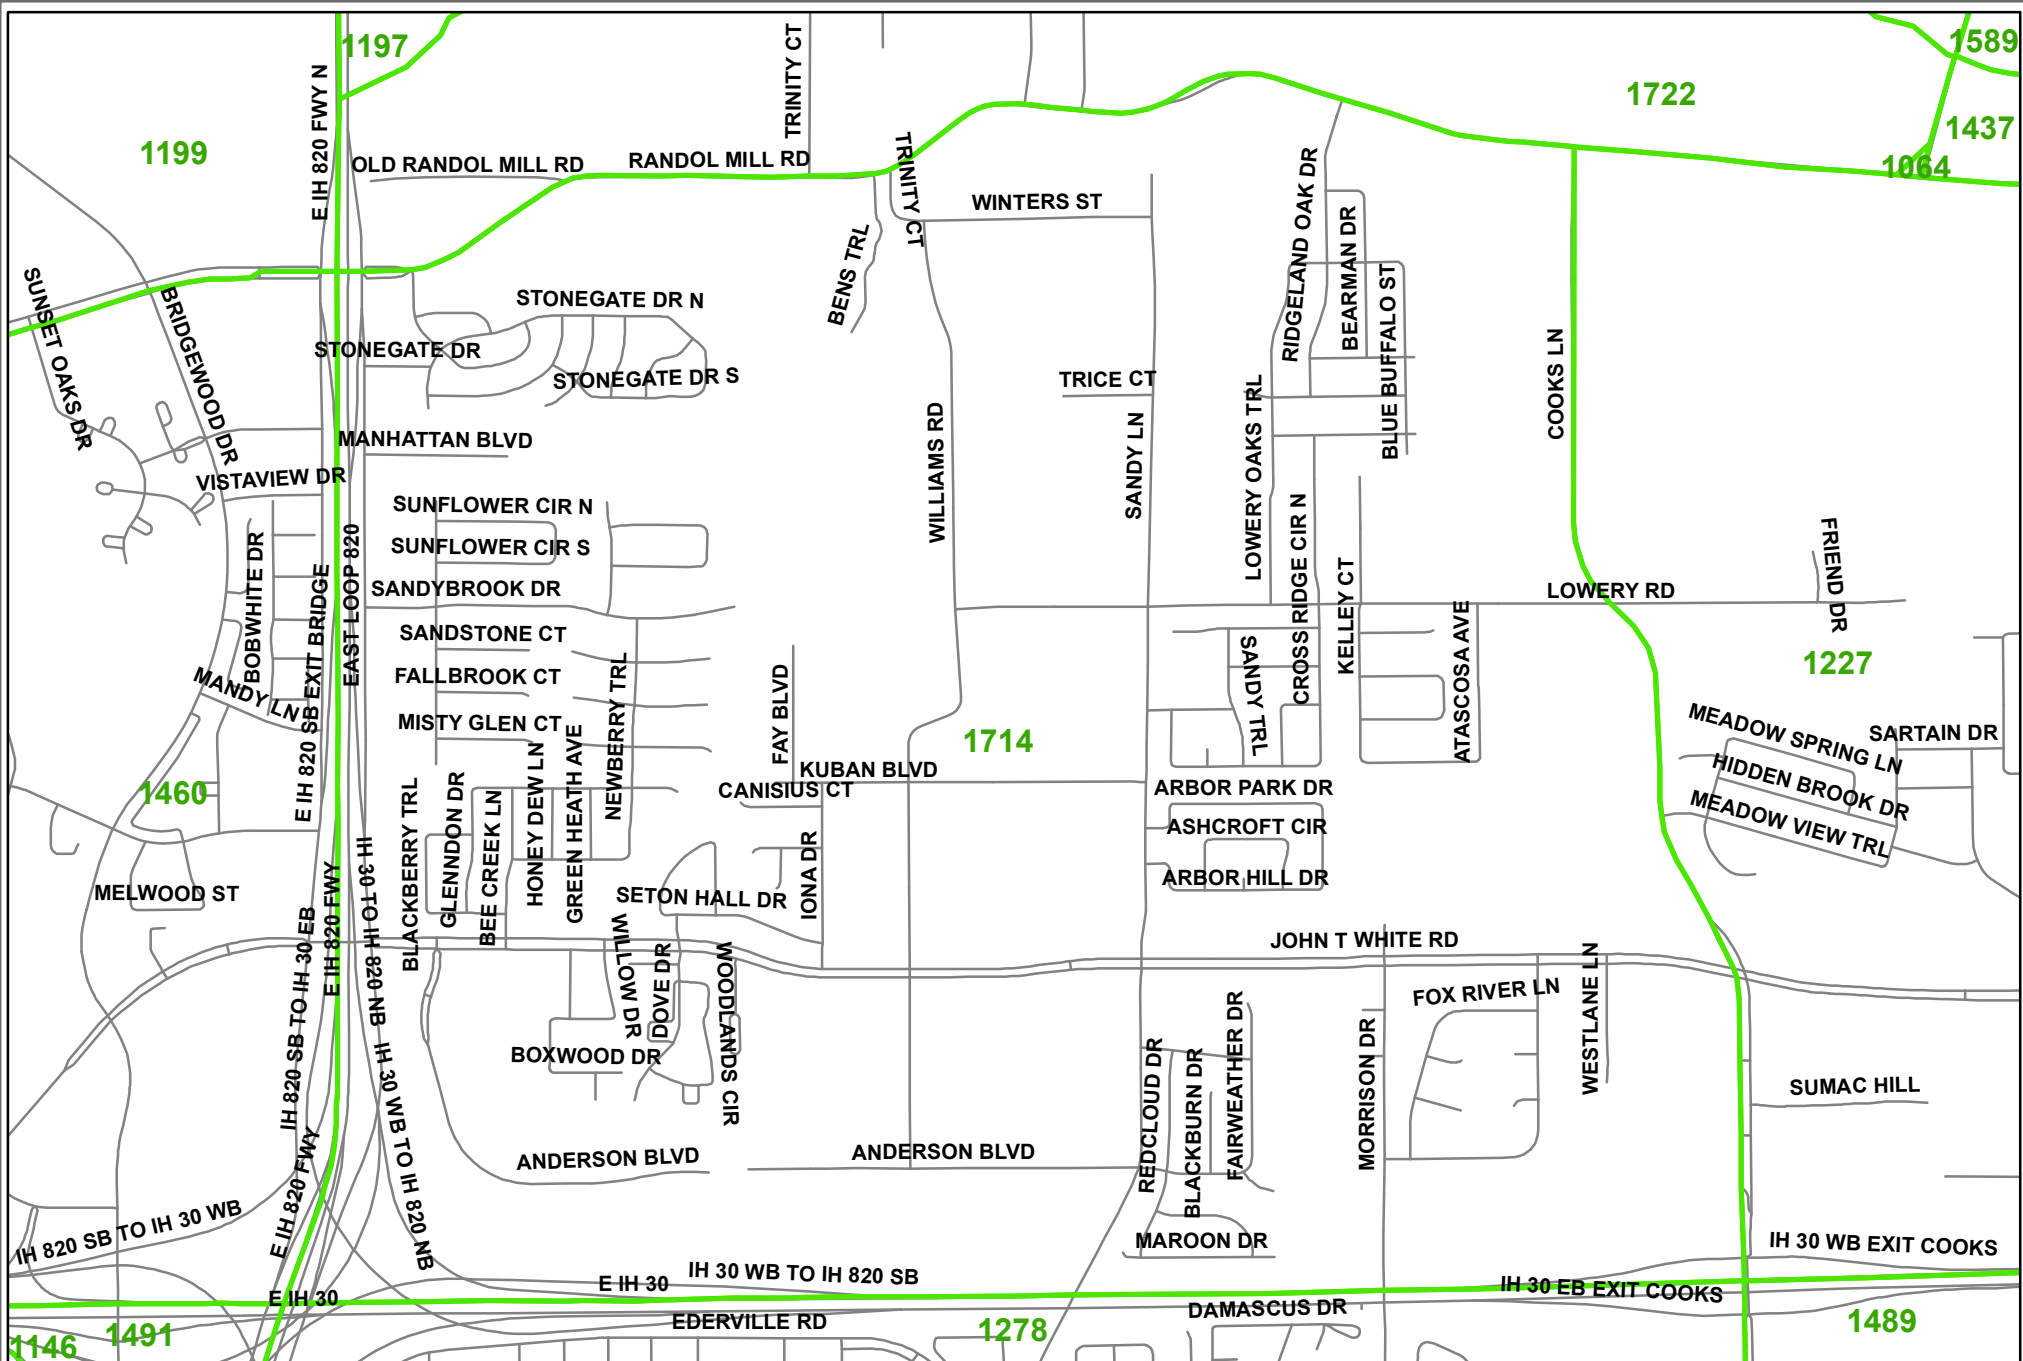 1197
1589
1722
1437
1064
1199
E IH 820 FWY N
TRINITY CT
OLD RANDOL MILL RD
RANDOL MILL RD
TRINITY CT
WINTERS ST
RIDGELAND OAK DR
BEARMAN DR
BLUE BUFFALO ST
BENS TRL
SUNSET OAKS DR
BRIDGEWOOD DR
STONEGATE DR N
STONEGATE DR
STONEGATE DR S
TRICE CT
COOKS LN
LOWERY OAKS TRL
WILLIAMS RD
SANDY LN
MANHATTAN BLVD
VISTAVIEW DR
SUNFLOWER CIR N
SUNFLOWER CIR S
SANDYBROOK DR
SANDSTONE CT
FALLBROOK CT
MISTY GLEN CT
BOBWHITE DR
EAST LOOP 820
E IH 820 SB EXIT BRIDGE
MANDY LN
CROSS RIDGE CIR N
KELLEY CT
LOWERY RD
FRIEND DR
ATASCOSA AVE
SANDY TRL
1227
MEADOW SPRING LN
SARTAIN DR
HIDDEN BROOK DR
MEADOW VIEW TRL
NEWBERRY TRL
FAY BLVD
1714
KUBAN BLVD
CANISIUS CT
1460
BLACKBERRY TRL
GLENNDON DR
BEE CREEK LN
HONEY DEW LN
GREEN HEATH AVE
ARBOR PARK DR
ASHCROFT CIR
ARBOR HILL DR
IONA DR
MELWOOD ST
SETON HALL DR
JOHN T WHITE RD
FOX RIVER LN
WESTLANE LN
IH 820 SB TO IH 30 EB
E IH 820 FWY
IH 30 TO IH 820 NB
WILLOW DR
DOVE DR
WOODLANDS CIR
BOXWOOD DR
REDCLOUD DR
BLACKBURN DR
FAIRWEATHER DR
MORRISON DR
SUMAC HILL
ANDERSON BLVD
ANDERSON BLVD
IH 30 WB TO IH 820 NB
E IH 820 FWY
IH 820 SB TO IH 30 WB
MAROON DR
IH 30 WB EXIT COOKS
IH 30 WB TO IH 820 SB
E IH 30
E IH 30
IH 30 EB EXIT COOKS
DAMASCUS DR
EDERVILLE RD
1146
1491
1278
1489